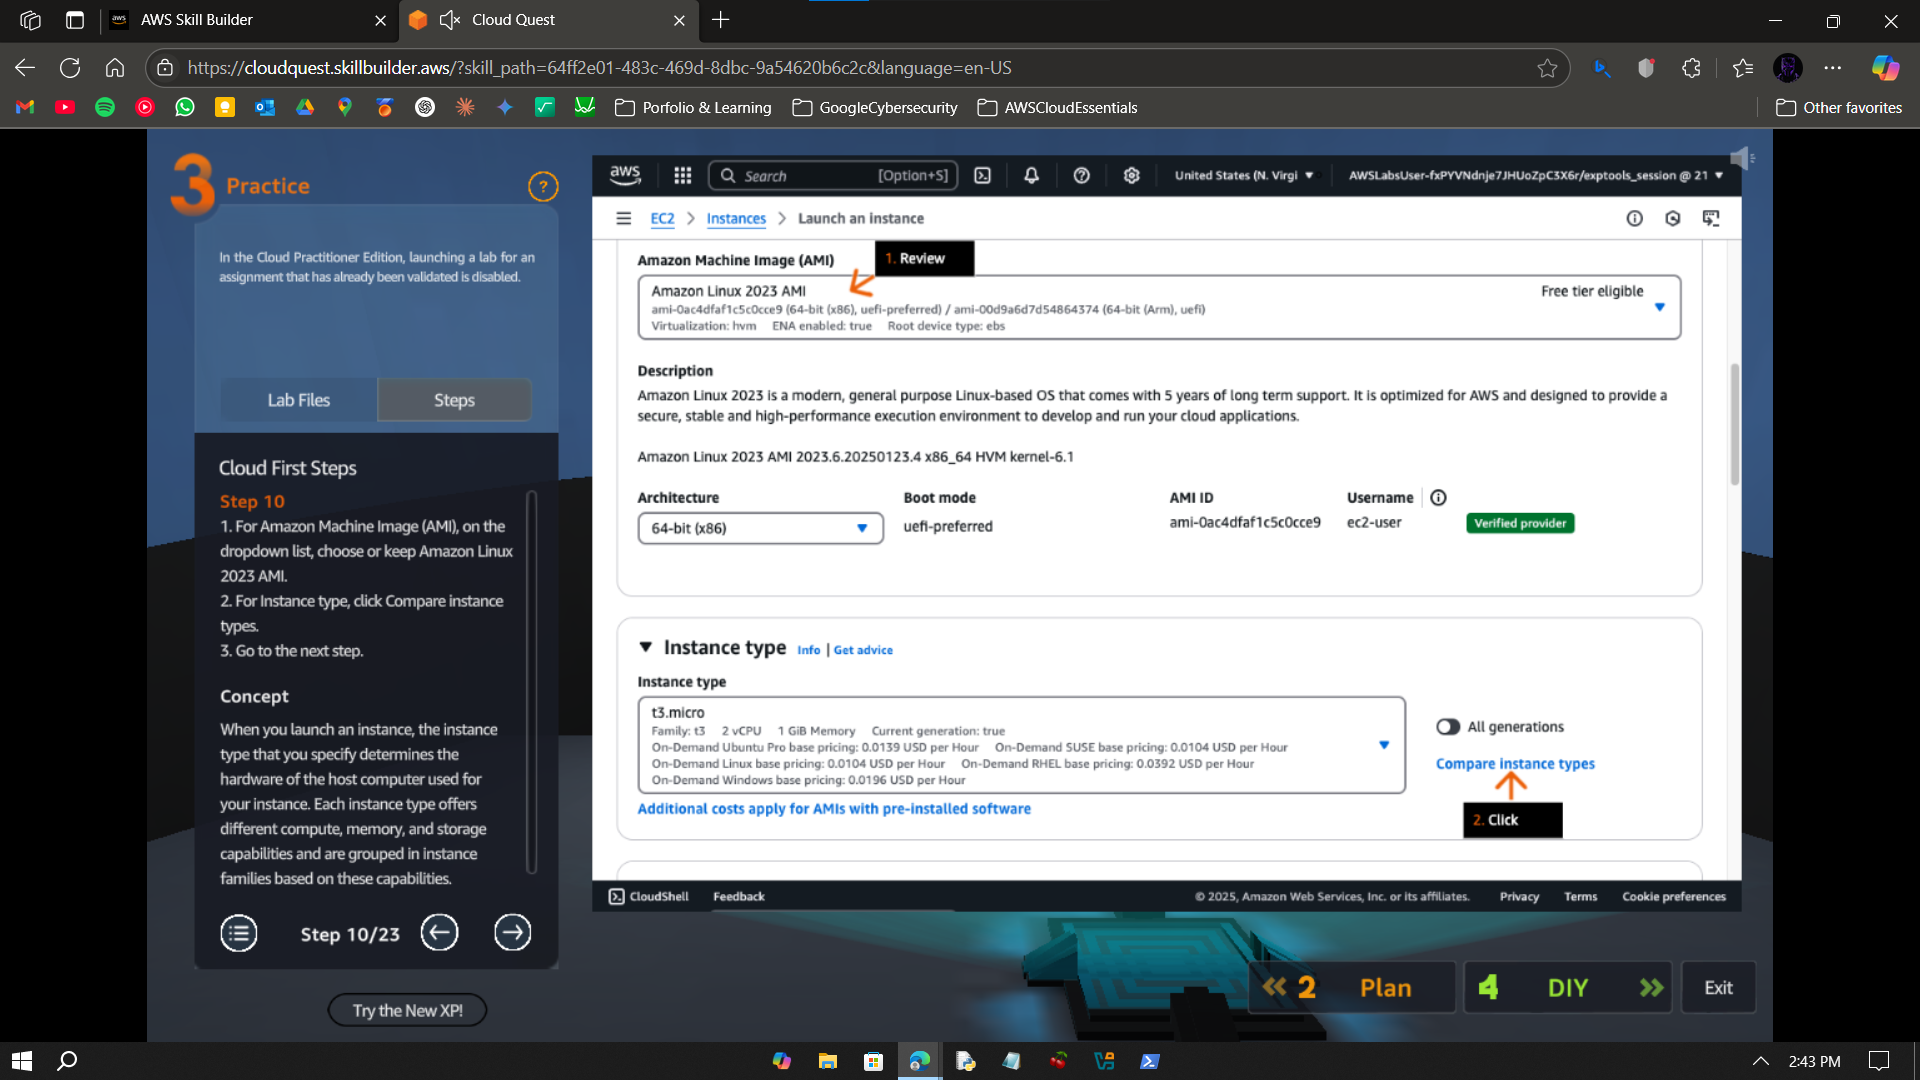 AWS Skill Builder
Cloud Quest
https://cloudquest.skillbuilder.aws/?skill_path=64ff2e01-483c-469d-8dbc-9a54620b6c2c&language=en-US
Porfolio & Learning
GoogleCybersecurity
AWSCloudEssentials
Other favorites
3 Practice
?
In the Cloud Practitioner Edition, launching a lab for an
assignment that has already been validated is disabled.
Lab Files
Steps
Cloud First Steps
Step 10
1. For Amazon Machine Image (AMI), on the
dropdown list, choose or keep Amazon Linux
2023 AMI.
2. For Instance type, click Compare instance
types.
3. Go to the next step.
Concept
When you launch an instance, the instance
type that you specify determines the
hardware of the host computer used for
your instance. Each instance type offers
different compute, memory, and storage
capabilities and are grouped in instance
families based on these capabilities.
Step 10/23
Try the New XP!
aws
Search
[Option+S]
United States (N. Virgi
AWSLabsUser-fxPYVNdnje7JHUoZpC3X6r/exptools_session @ 21
EC2 > Instances > Launch an instance
Amazon Machine Image (AMI)
1. Review
Amazon Linux 2023 AMI
Free tier eligible
ami-0ac4dfaf1c5c0cce9 (64-bit (x86), uefi-preferred) / ami-00d9a6d7d54864374 (64-bit (Arm), uefi)
Virtualization: hvm ENA enabled: true Root device type: ebs
Description
Amazon Linux 2023 is a modern, general purpose Linux-based OS that comes with 5 years of long term support. It is optimized for AWS and designed to provide a
secure, stable and high-performance execution environment to develop and run your cloud applications.
Amazon Linux 2023 AMI 2023.6.20250123.4 x86_64 HVM kernel-6.1
Architecture
Boot mode
AMI ID
Username
64-bit (x86)
uefi-preferred
ami-0ac4dfaf1c5c0cce9
ec2-user
Verified provider
Instance type Info | Get advice
Instance type
t3.micro
Family: t3 2 vCPU 1 GiB Memory Current generation: true
On-Demand Ubuntu Pro base pricing: 0.0139 USD per Hour On-Demand SUSE base pricing: 0.0104 USD per Hour
On-Demand Linux base pricing: 0.0104 USD per Hour On-Demand RHEL base pricing: 0.0392 USD per Hour
On-Demand Windows base pricing: 0.0196 USD per Hour
All generations
Compare instance types
Additional costs apply for AMIs with pre-installed software
2. Click
CloudShell
Feedback
© 2025, Amazon Web Services, Inc. or its affiliates.
Privacy
Terms
Cookie preferences
2 Plan
4 DIY
Exit
2:43 PM